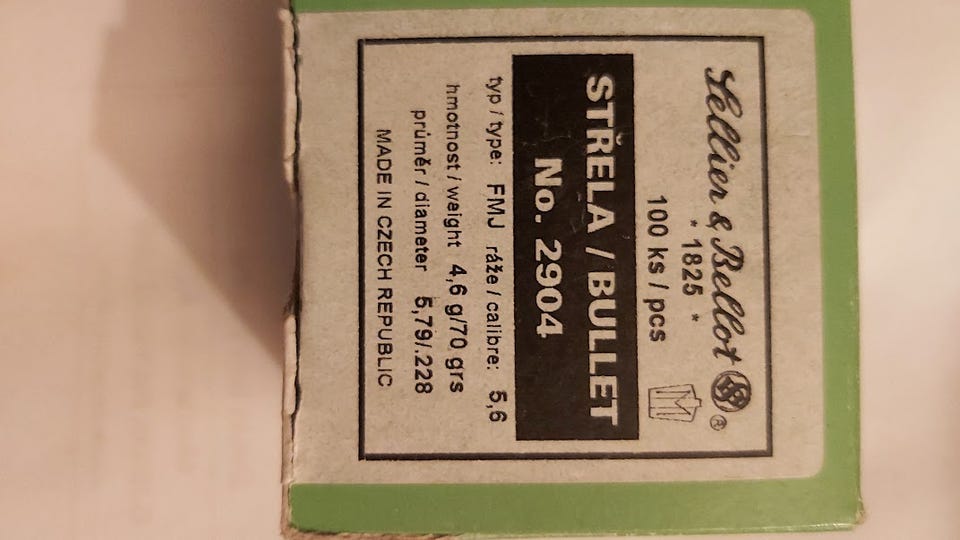 Sellier & Bellot ®
* 1825 *
100 ks / pcs
STŘELA / BULLET
No. 2904
typ / type: FMJ ráže / calibre: 5,6
hmotnost / weight 4,6 g/70 grs
průměr / diameter 5,79/.228
MADE IN CZECH REPUBLIC